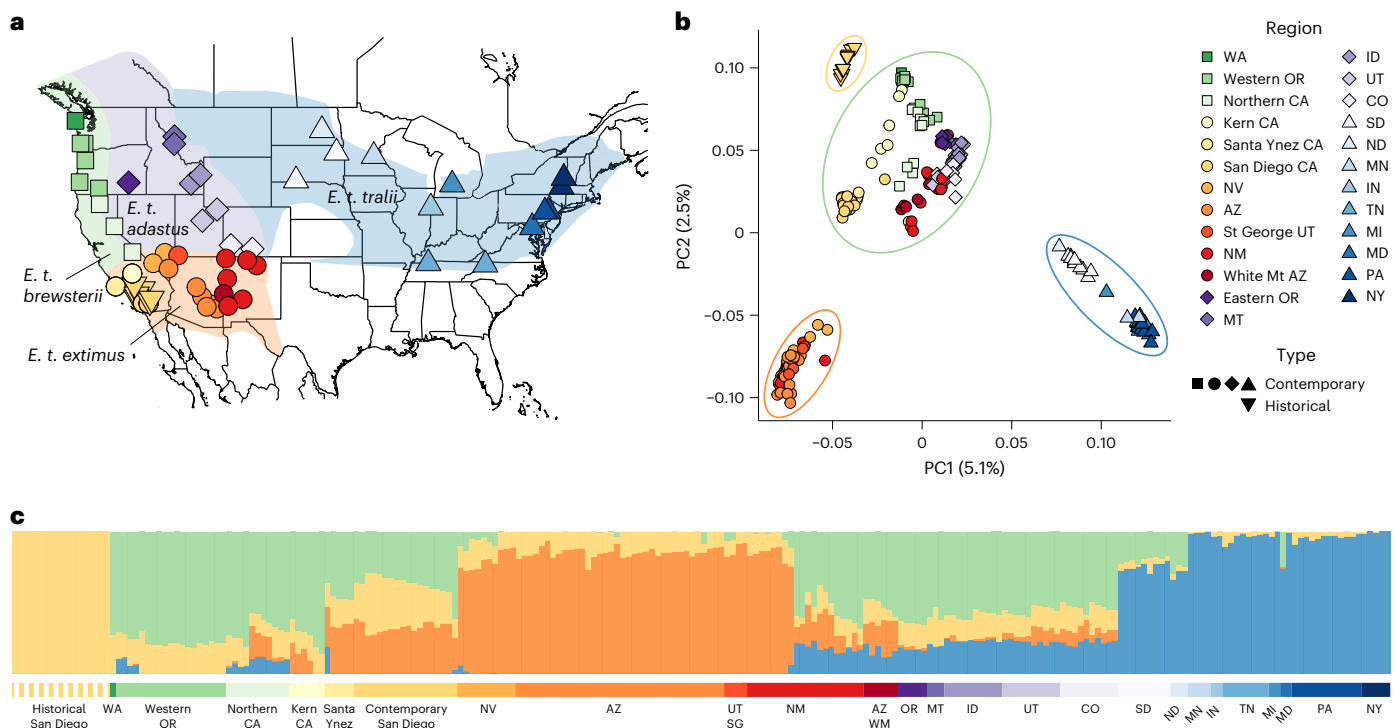 a
E. t.
adastus
E. t. tralii
E. t.
brewsterii
E. t. extimus
b
0.10
0.05
0
−0.05
−0.10
PC2 (2.5%)
−0.05
0
0.05
0.10
PC1 (5.1%)
Region
WA
Western OR
Northern CA
Kern CA
Santa Ynez CA
San Diego CA
NV
AZ
St George UT
NM
White Mt AZ
Eastern OR
MT
ID
UT
CO
SD
ND
MN
IN
TN
MI
MD
PA
NY
Type
Contemporary
Historical
c
Historical
San Diego
WA
Western
OR
Northern
CA
Kern
CA
Santa
Ynez
Contemporary
San Diego
NV
AZ
UT
SG
NM
AZ
WM
OR
MT
ID
UT
CO
SD
ND
MN
IN
TN
MI
MD
PA
NY